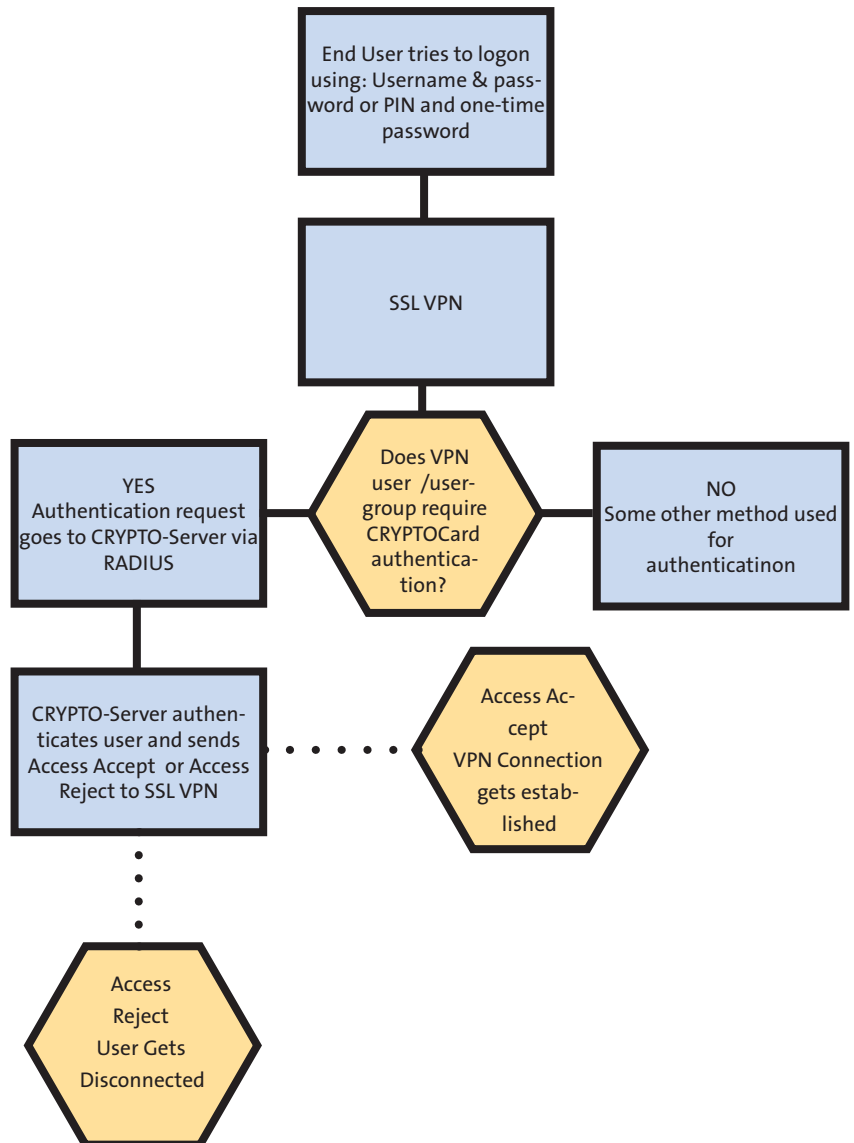 End User tries to logon
using: Username & pass-
word or PIN and one-time
password
SSL VPN
Does VPN
user /user-
group require
CRYPTOCard
authentica-
tion?
YES
Authentication request
goes to CRYPTO-Server via
RADIUS
NO
Some other method used
for
authenticatinon
CRYPTO-Server authen-
ticates user and sends
Access Accept or Access
Reject to SSL VPN
Access Ac-
cept
VPN Connection
gets estab-
lished
Access
Reject
User Gets
Disconnected